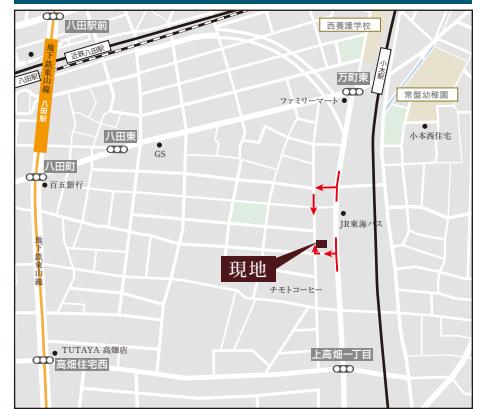 八田駅前
西養護学校
近鉄八田駅
八田駅
地下鉄東山線
八田駅
小本駅
万町東
常盤幼稚園
ファミリーマート
八田東
小本西住宅
GS
八田町
百五銀行
JR東海バス
地下鉄東山線
現地
チモトコーヒー
TUTAYA 高畑店
上高畑一丁目
高畑住宅西